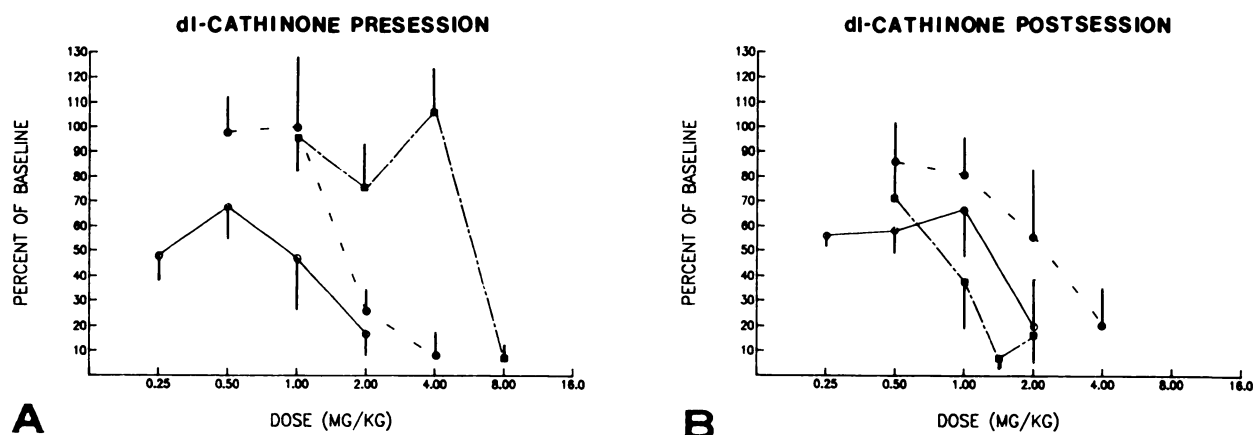 dl-CATHINONE PRESESSION
130
120
110
100
90
80
70
60
50
40
30
20
10
PERCENT OF BASELINE
0.25 0.50 1.00 2.00 4.00 8.00 16.0
DOSE (MG/KG)
A
dl-CATHINONE POSTSESSION
130
120
110
100
90
80
70
60
50
40
30
20
10
PERCENT OF BASELINE
0.25 0.50 1.00 2.00 4.00 8.00 16.0
DOSE (MG/KG)
B